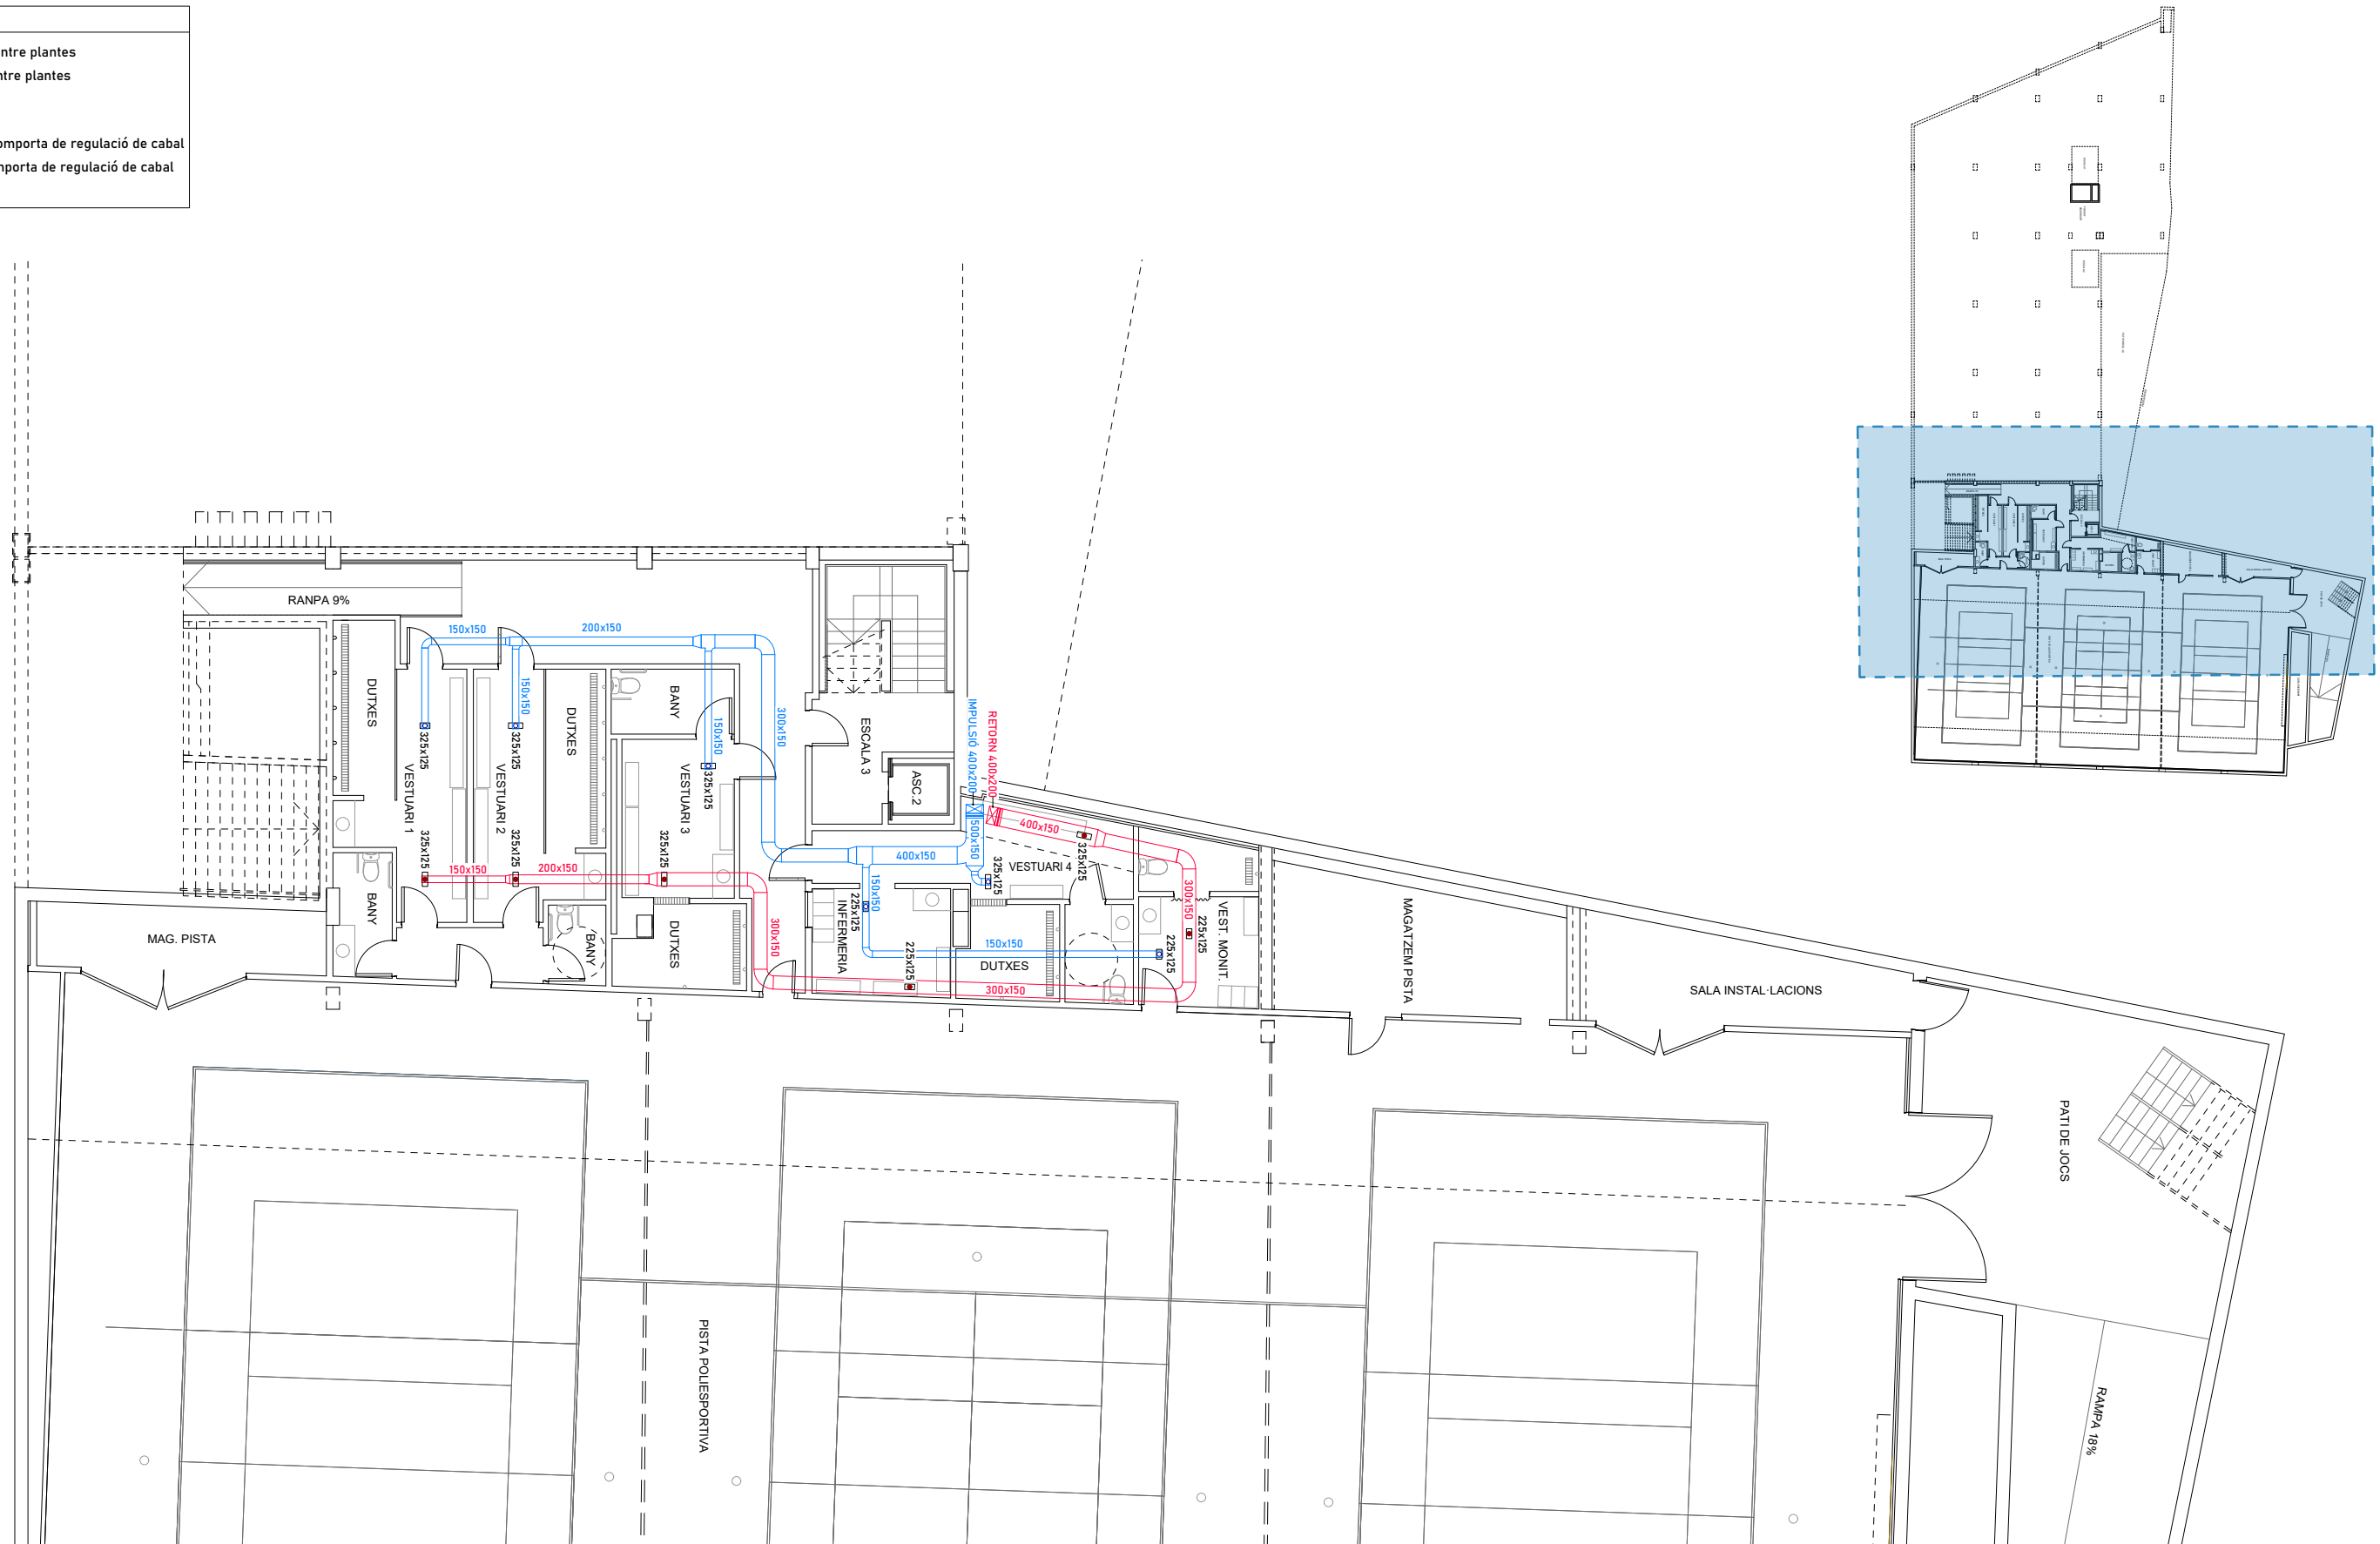 ntre plantes
ntre plantes
omporta de regulació de cabal
mporta de regulació de cabal
RANPA 9%
150x150
200x150
DUTXES
150x150
DUTXES
BANY
150x150
300x150
325x125
325x125
325x125
VESTUARI 1
VESTUARI 2
VESTUARI 3
ESCALA 3
ASC.2
IMPULSIÓ 400x200
RETORN 400x200
500x150
400x150
400x150
325x125
325x125
VESTUARI 4
325x125
325x125
325x125
150x150
200x150
150x150
225x125
INFERMERIA
300x150
225x125
VEST. MONIT.
MAGATZEM PISTA
BANY
MAG. PISTA
BANY
DUTXES
300x150
225x125
150x150
DUTXES
225x125
300x150
SALA INSTAL·LACIONS
PATI DE JOCS
PISTA POLIESPORTIVA
RAMPA 18%